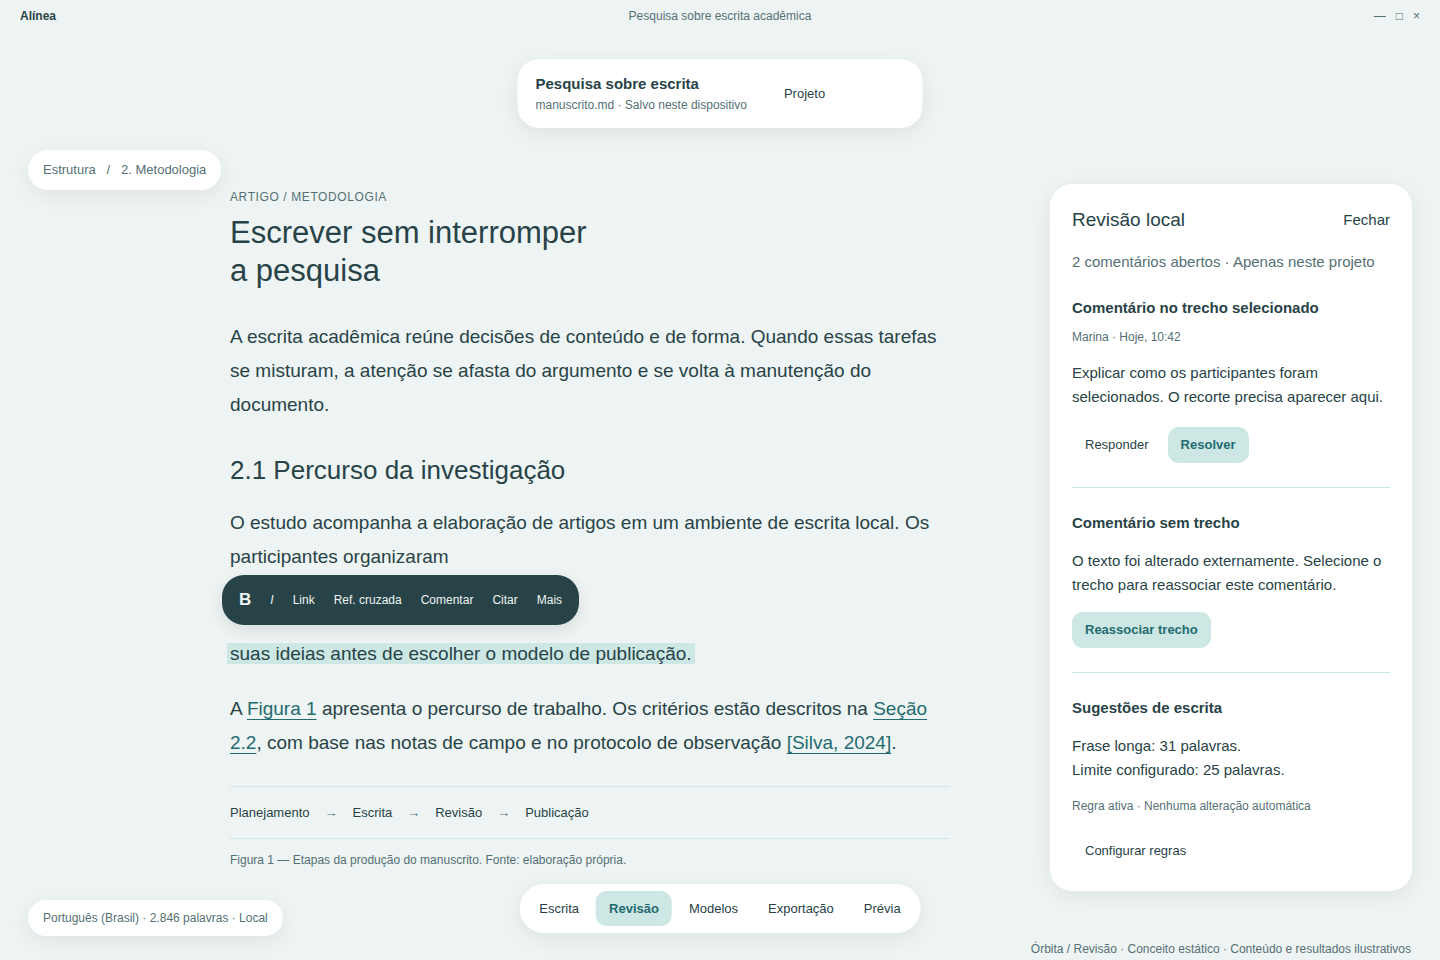 Alínea
Pesquisa sobre escrita acadêmica
— □ ×
Pesquisa sobre escrita
manuscrito.md · Salvo neste dispositivo
Projeto
Estrutura / 2. Metodologia
ARTIGO / METODOLOGIA
Escrever sem interromper
a pesquisa
A escrita acadêmica reúne decisões de conteúdo e de forma. Quando essas tarefas
se misturam, a atenção se afasta do argumento e se volta à manutenção do
documento.
2.1 Percurso da investigação
O estudo acompanha a elaboração de artigos em um ambiente de escrita local. Os
participantes organizaram
B I Link Ref. cruzada Comentar Citar Mais
suas ideias antes de escolher o modelo de publicação.
A Figura 1 apresenta o percurso de trabalho. Os critérios estão descritos na Seção
2.2, com base nas notas de campo e no protocolo de observação [Silva, 2024].
Planejamento → Escrita → Revisão → Publicação
Figura 1 — Etapas da produção do manuscrito. Fonte: elaboração própria.
Revisão local
Fechar
2 comentários abertos · Apenas neste projeto
Comentário no trecho selecionado
Marina · Hoje, 10:42
Explicar como os participantes foram
selecionados. O recorte precisa aparecer aqui.
Responder Resolver
Comentário sem trecho
O texto foi alterado externamente. Selecione o
trecho para reassociar este comentário.
Reassociar trecho
Sugestões de escrita
Frase longa: 31 palavras.
Limite configurado: 25 palavras.
Regra ativa · Nenhuma alteração automática
Configurar regras
Português (Brasil) · 2.846 palavras · Local
Escrita Revisão Modelos Exportação Prévia
Órbita / Revisão · Conceito estático · Conteúdo e resultados ilustrativos